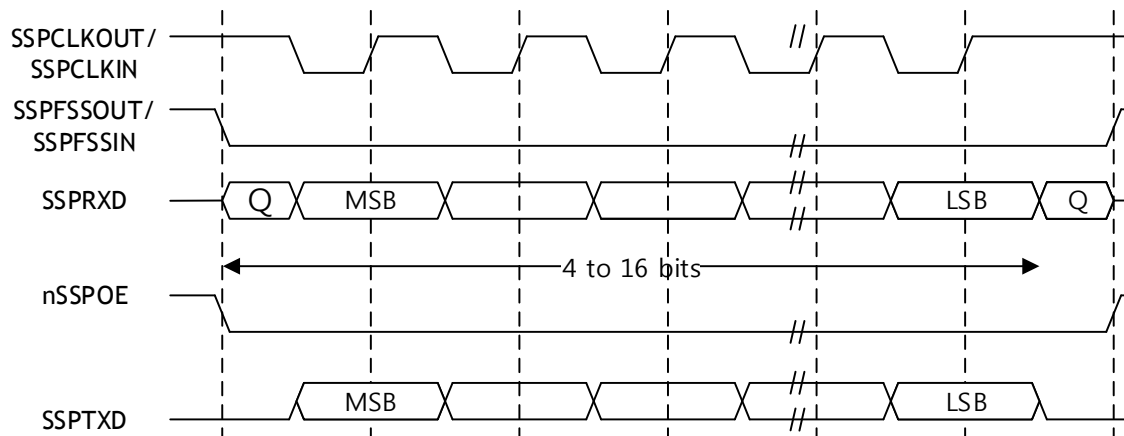 SSPCLKOUT/
SSPCLKIN
SSPFSSOUT/
SSPFSSIN
SSPRXD Q MSB LSB Q
4 to 16 bits
nSSPOE
SSPTXD MSB LSB